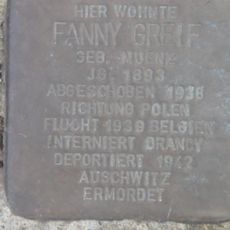 HIER WOHNTE
FANNY GREIF
GEB. MUENZ
JG. 1893
ABGESCHOBEN 1938
RICHTUNG POLEN
FLUCHT 1939 BELGIEN
INTERNIERT DRANCY
DEPORTIERT 1942
AUSCHWITZ
ERMORDET